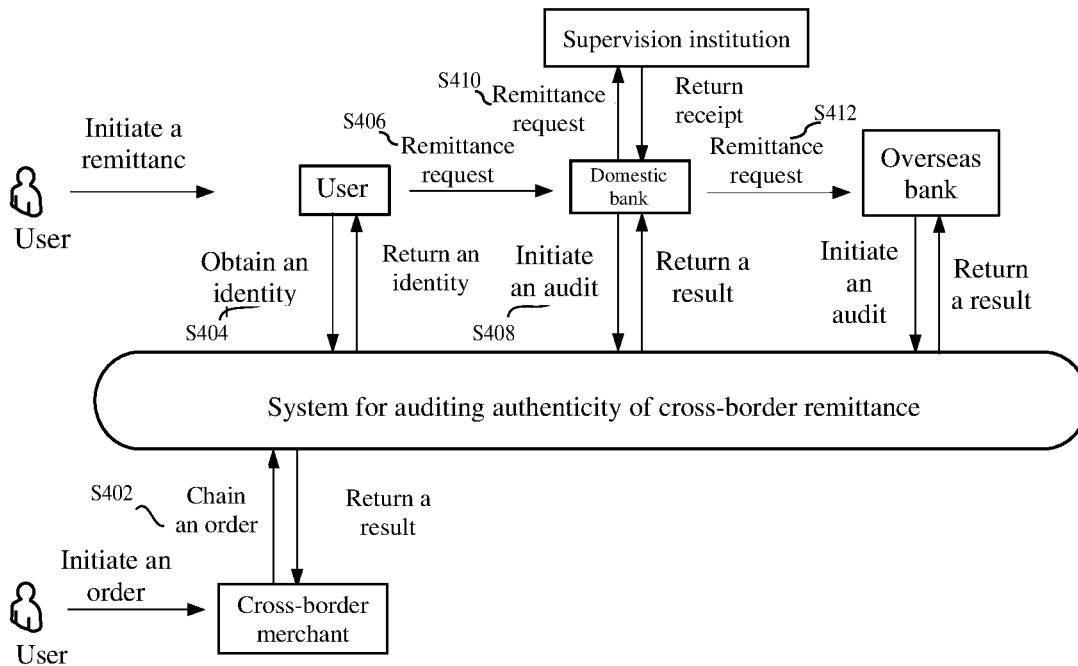 Supervision institution
S410
Remittance
request
Return
receipt
S406
Remittance
request
S412
Remittance
request
Initiate a
remittanc
User
User
Domestic
bank
Overseas
bank
Obtain an
identity
S404
Return an
identity
Initiate
an audit
S408
Return a
result
Initiate
an
audit
Return
a result
System for auditing authenticity of cross-border remittance
S402
Chain
an order
Return a
result
Initiate an
order
User
Cross-border
merchant